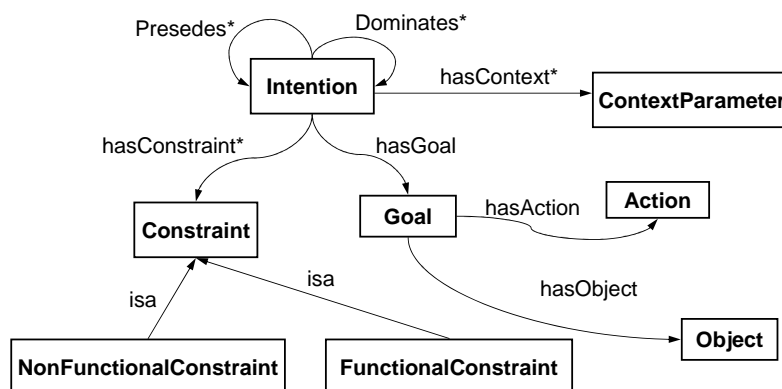 Presedes*
Dominates*
Intention
hasContext*
ContextParameter
hasConstraint*
hasGoal
Constraint
Goal
hasAction
Action
isa
isa
hasObject
Object
NonFunctionalConstraint
FunctionalConstraint